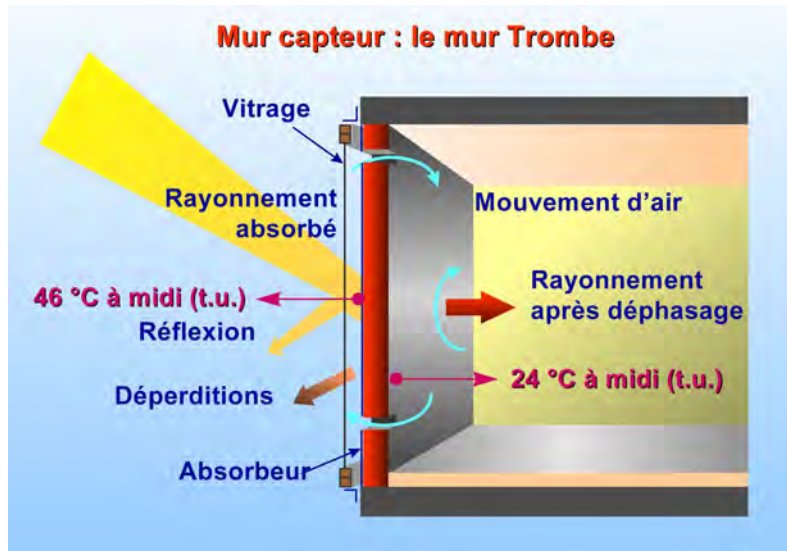 Mur capteur : le mur Trombe
Vitrage
Rayonnement
absorbé
Mouvement d'air
46 °C à midi (t.u.)
Rayonnement
après déphasage
Réflexion
24 °C à midi (t.u.)
Déperditions
Absorbeur